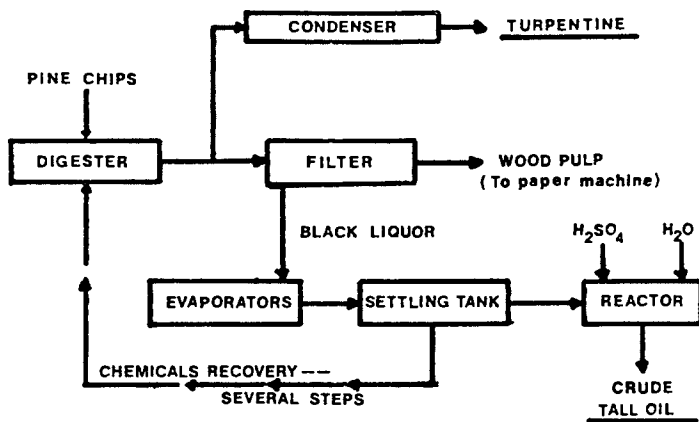 CONDENSER
TURPENTINE
PINE CHIPS
DIGESTER
FILTER
WOOD PULP
(To paper machine)
BLACK LIQUOR
H₂SO₄
H₂O
EVAPORATORS
SETTLING TANK
REACTOR
CHEMICALS RECOVERY --
SEVERAL STEPS
CRUDE
TALL OIL